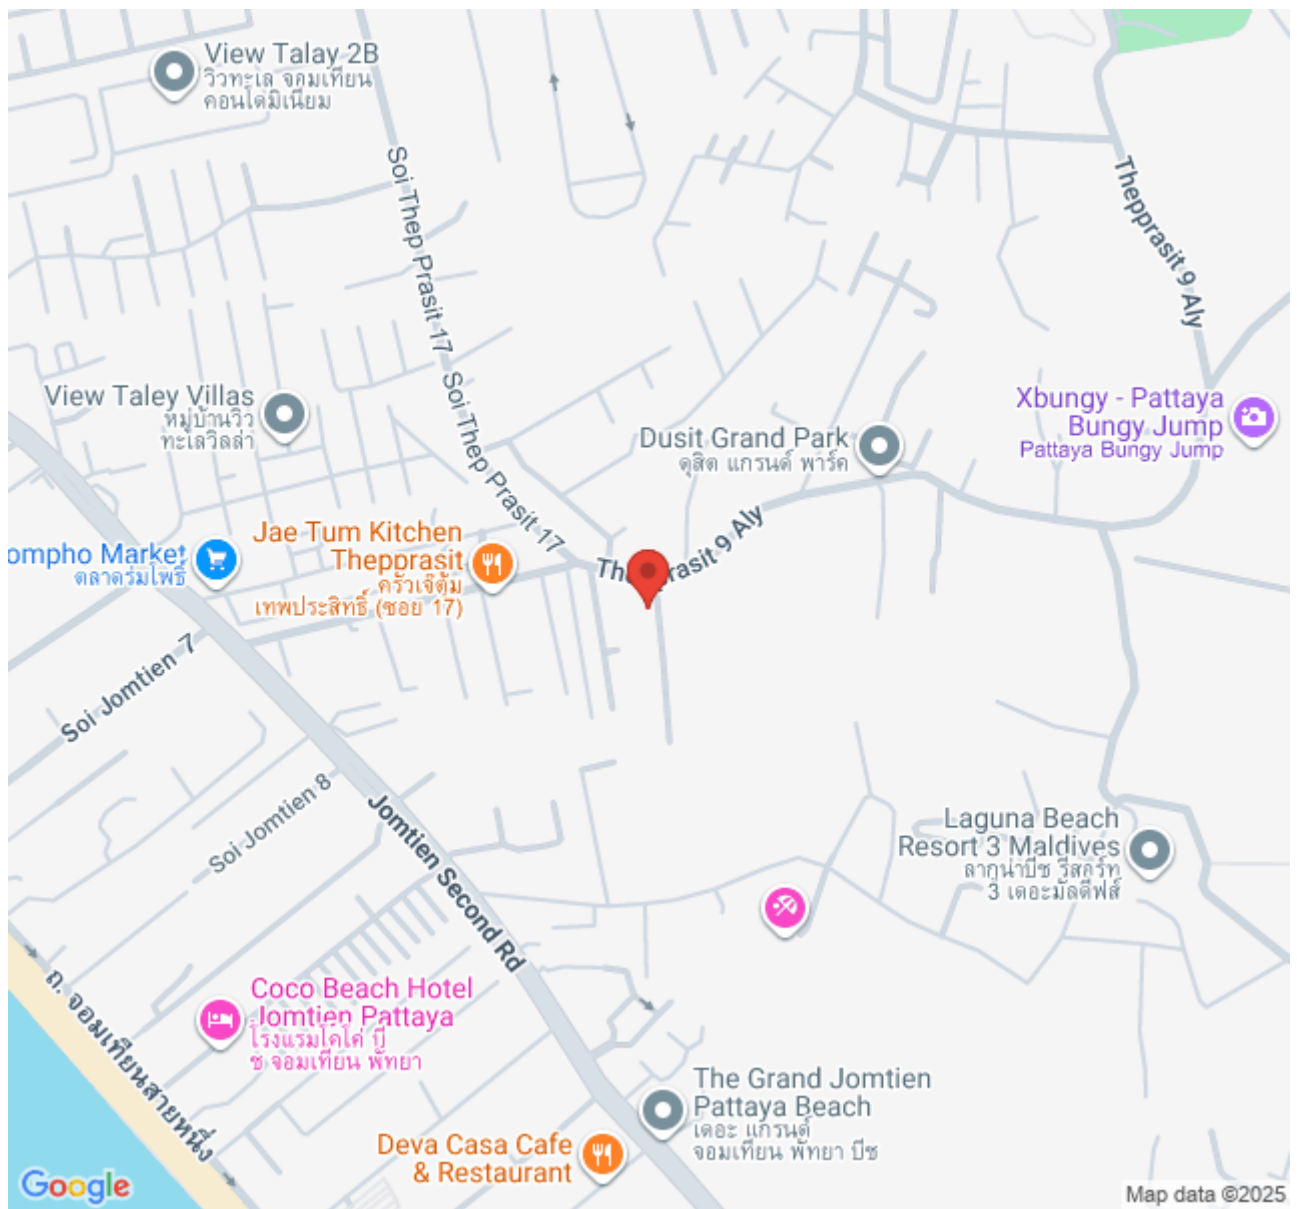 View Talay 2B
วิวทะเล จอมเทียน
คอนโดมิเนียม
Soi Thep Prasit 17
Thepprasit 9 Aly
View Taley Villas
หมู่บ้านวิว
ทะเลวิลล่า
Soi Thep Prasit 17
Xbungy - Pattaya
Bungy Jump
Pattaya Bungy Jump
Dusit Grand Park
ดุสิต แกรนด์ พาร์ค
Jae Tum Kitchen
Thepprasit
ครัวเจ๊ตุ้ม
เทพประสิทธิ์ (ซอย 17)
ompho Market
ตลาดร่มโพธิ์
9 Aly
Soi Jomtien 7
Soi Jomtien 8
Jomtien Second Rd
Laguna Beach
Resort 3 Maldives
ลากูน่าบีช รีสอร์ท
3 เดอะมัลดีฟส์
ถ. จอมเทียนสายหนึ่ง
Coco Beach Hotel
Jomtien Pattaya
โรงแรมโคโค่ บี
ช จอมเทียน พัทยา
The Grand Jomtien
Pattaya Beach
เดอะ แกรนด์
จอมเทียน พัทยา บีช
Deva Casa Cafe
& Restaurant
Google
Map data ©2025